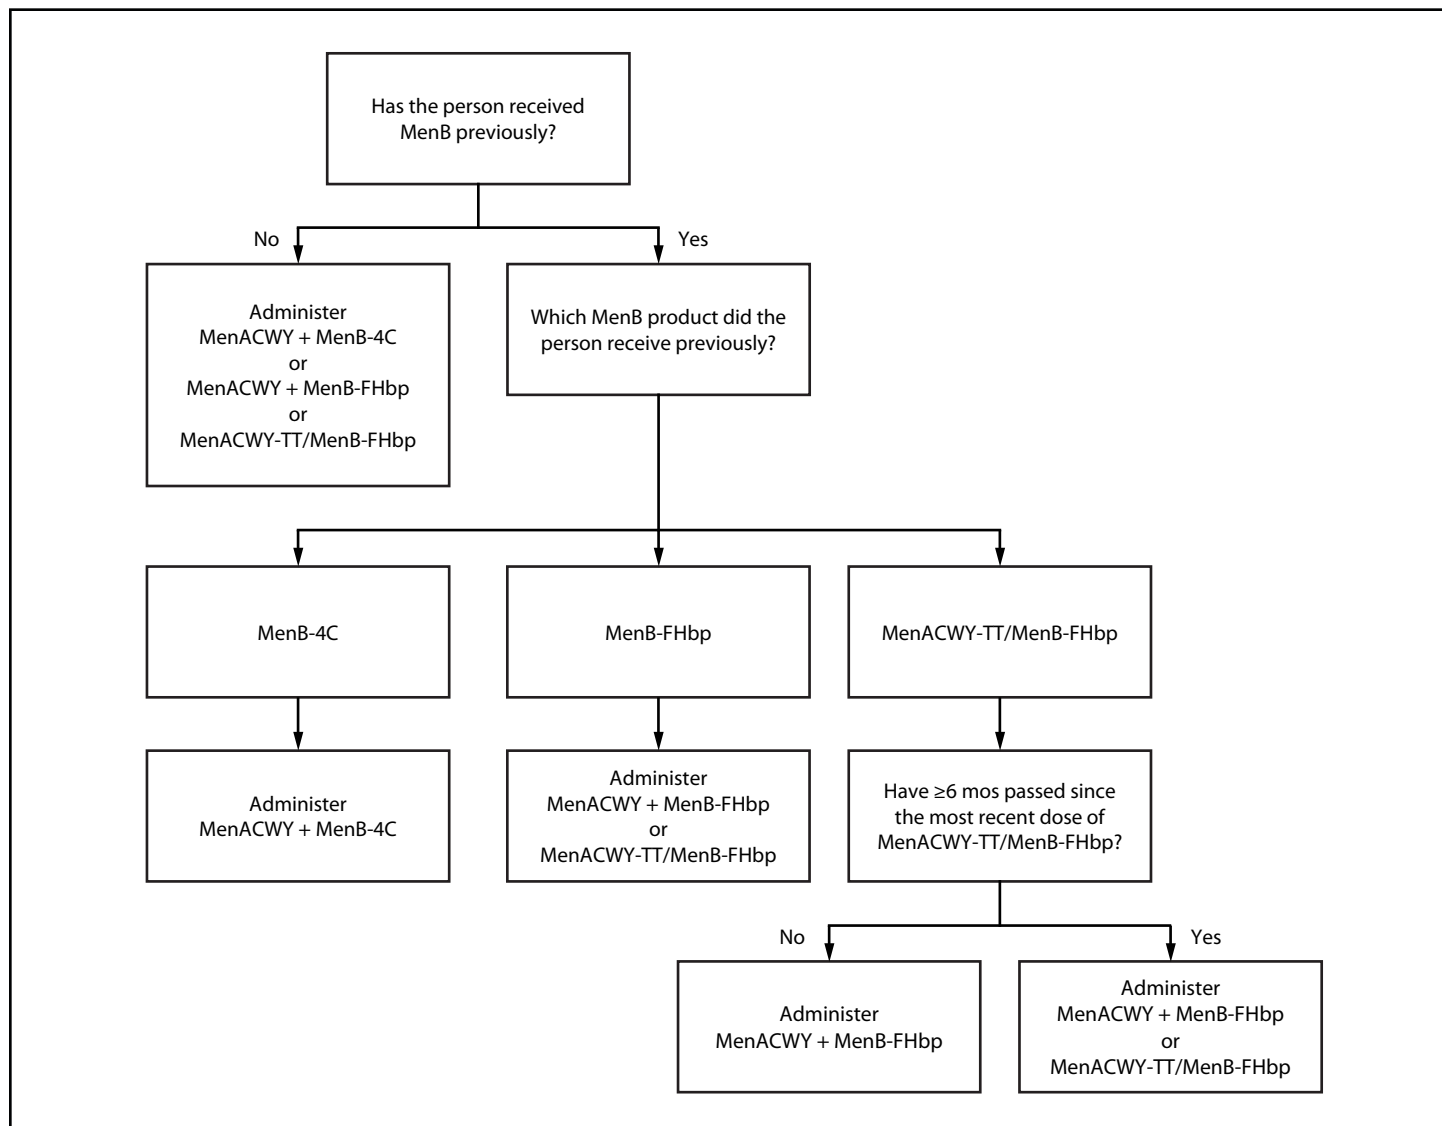 Has the person received
MenB previously?
No
Yes
Administer
MenACWY + MenB-4C
or
MenACWY + MenB-FHbp
or
MenACWY-TT/MenB-FHbp
Which MenB product did the
person receive previously?
MenB-4C
MenB-FHbp
MenACWY-TT/MenB-FHbp
Administer
MenACWY + MenB-4C
Administer
MenACWY + MenB-FHbp
or
MenACWY-TT/MenB-FHbp
Have ≥6 mos passed since
the most recent dose of
MenACWY-TT/MenB-FHbp?
No
Yes
Administer
MenACWY + MenB-FHbp
Administer
MenACWY + MenB-FHbp
or
MenACWY-TT/MenB-FHbp